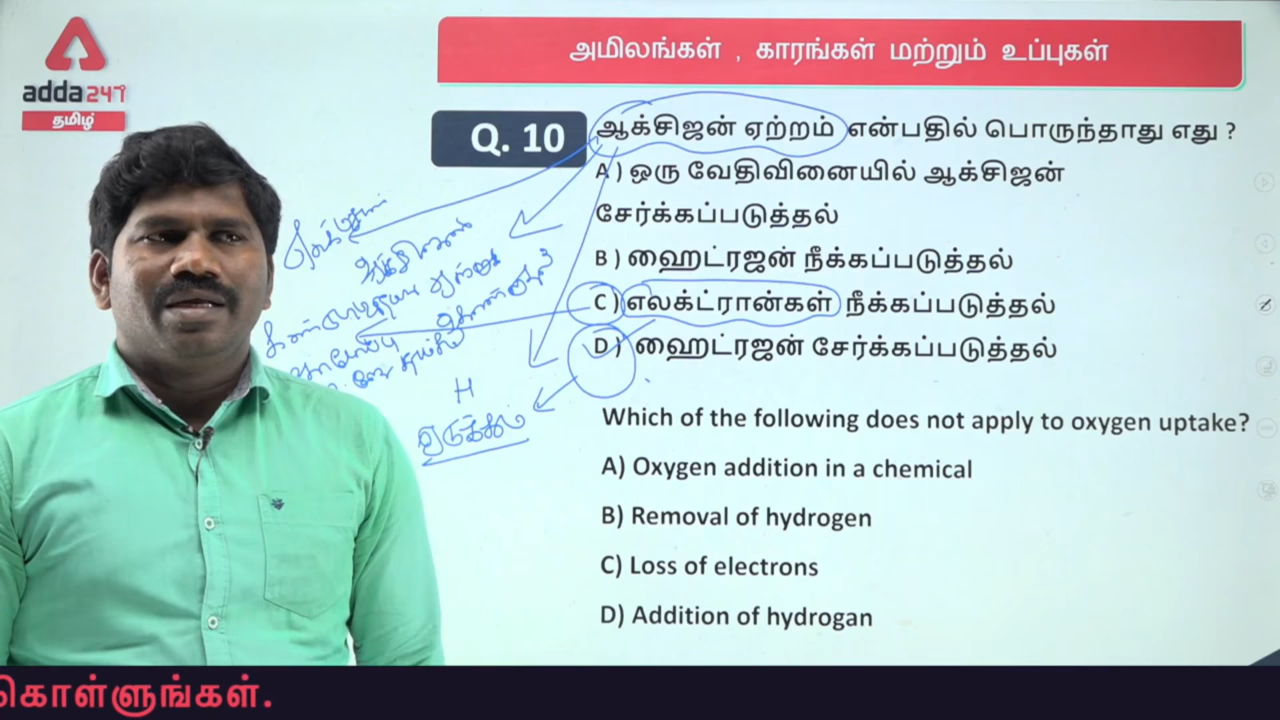 அமிலங்கள் , காரங்கள் மற்றும் உப்புகள்
adda247
தமிழ்
Q. 10
ஆக்சிஜன் ஏற்றம் என்பதில் பொருந்தாது எது ?
A ) ஒரு வேதிவினையில் ஆக்சிஜன்
சேர்க்கப்படுத்தல்
B ) ஹைட்ரஜன் நீக்கப்படுத்தல்
C ) எலக்ட்ரான்கள் நீக்கப்படுத்தல்
D ) ஹைட்ரஜன் சேர்க்கப்படுத்தல்
H
ஒடுக்கம்
Which of the following does not apply to oxygen uptake?
A) Oxygen addition in a chemical
B) Removal of hydrogen
C) Loss of electrons
D) Addition of hydrogan
கொள்ளுங்கள்.